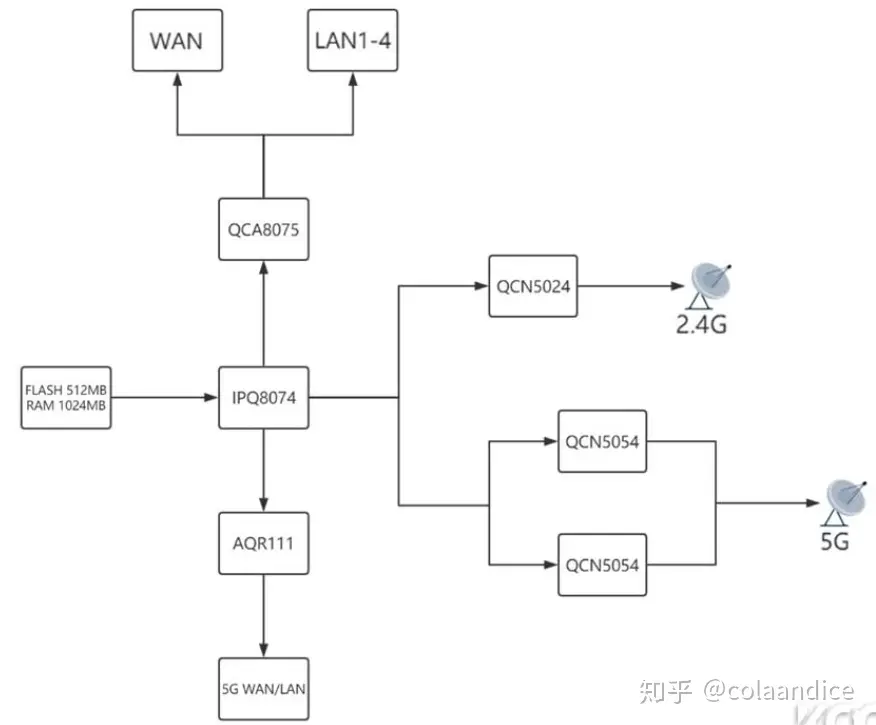 WAN
LAN1-4
QCA8075
QCN5024
2.4G
FLASH 512MB
RAM 1024MB
IPQ8074
QCN5054
AQR111
QCN5054
5G
5G WAN/LAN
知乎 @colaandice